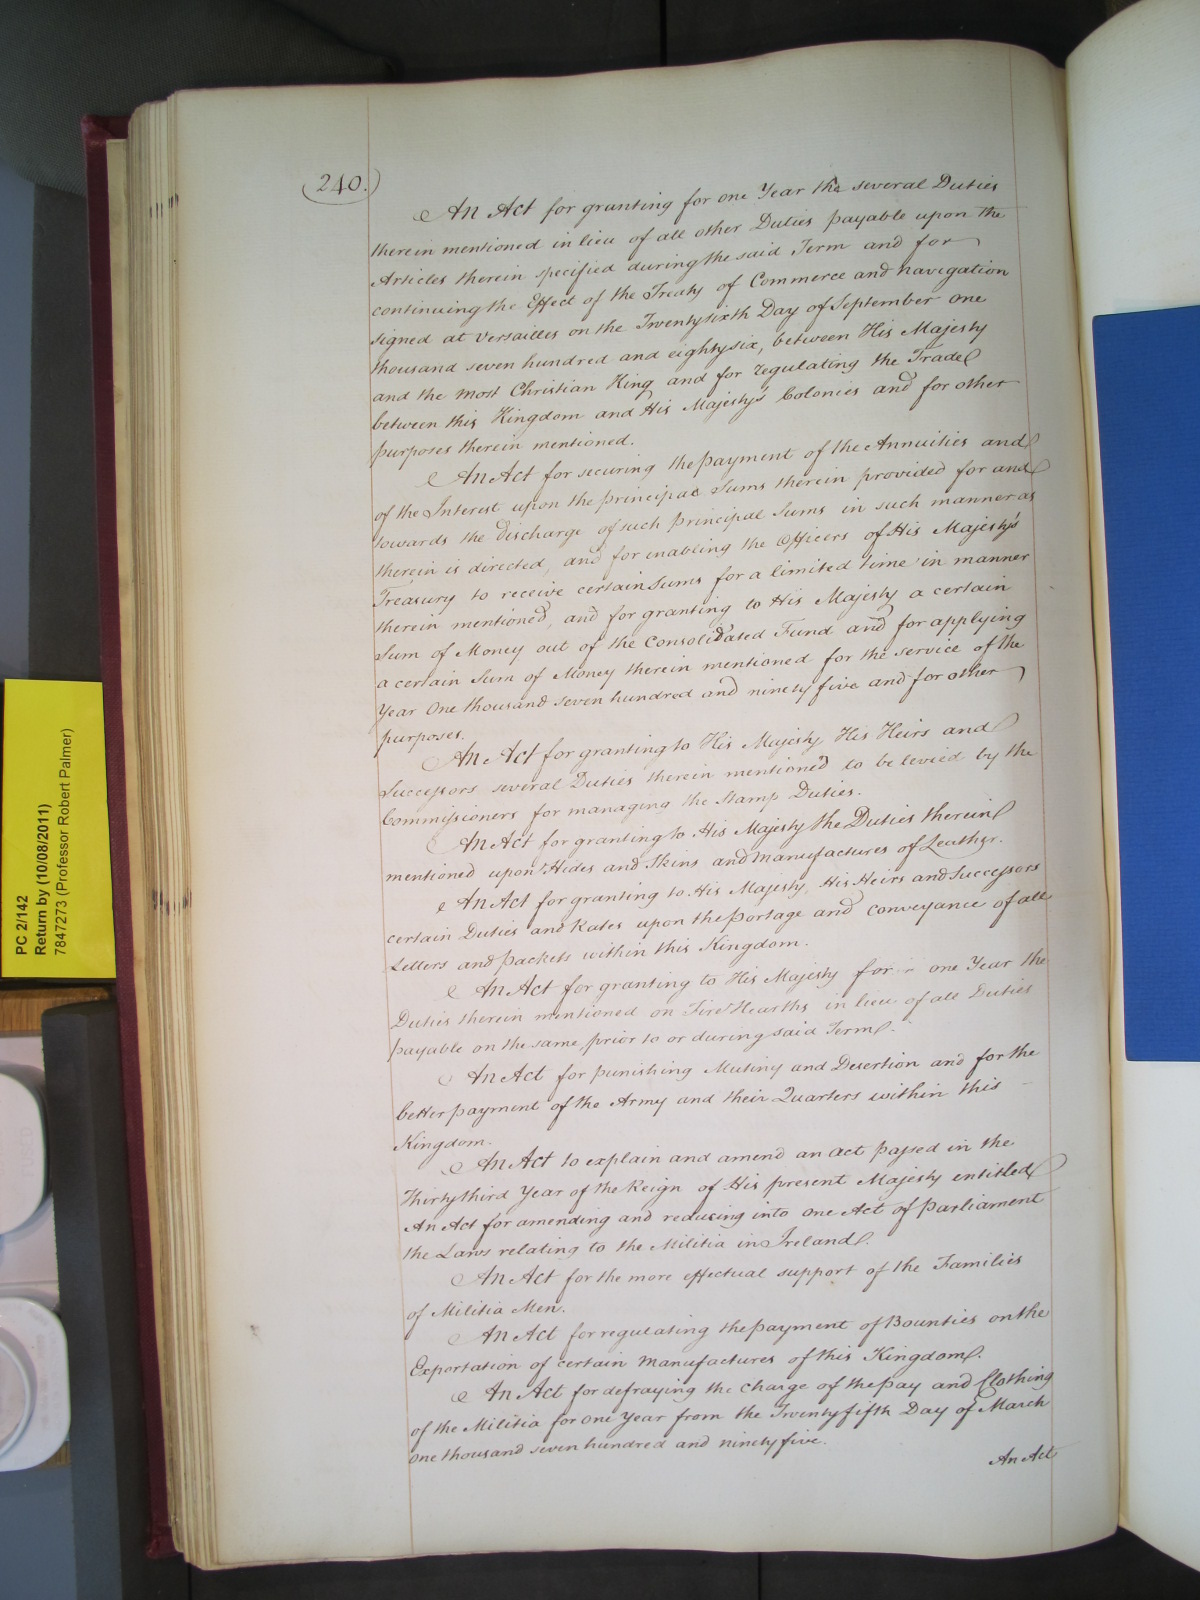 240.
An Act for granting for one Year the several Duties
therein mentioned in lieu of all other Duties payable upon the
Articles therein specified during the said Term and for
continuing the Effect of the Treaty of Commerce and navigation
signed at Versailles on the Twenty sixth Day of September One
thousand seven hundred and eighty six, between His Majesty
and the most Christian King and for regulating the Trade
between this Kingdom and His Majesty's Colonies and for other
purposes therein mentioned.
An Act for securing the payment of the Annuities and
of the Interest upon the principal Sums therein provided for and
towards the Discharge of such principal Sums in such manner as
therein is directed, and for enabling the Officers of His Majesty's
Treasury to receive certain Sums for a limited time in manner
therein mentioned, and for granting to His Majesty a certain
Sum of Money out of the Consolidated Fund and for applying
a certain Sum of Money therein mentioned for the service of the
Year One thousand seven hundred and ninety five and for other
purposes.
An Act for granting to His Majesty His Heirs and
Successors several Duties therein mentioned to be levied by the
Commissioners for managing the Stamp Duties.
An Act for granting to His Majesty the Duties therein
mentioned upon Hides and Skins and manufactures of Leather.
An Act for granting to His Majesty, His Heirs and Successors
certain Duties and Rates upon the portage and conveyance of all
Letters and packets within this Kingdom.
An Act for granting to His Majesty for one Year the
Duties therein mentioned on Fire Hearths in lieu of all Duties
payable on the same prior to or during said Term.
An Act for punishing Mutiny and Desertion and for the
better payment of the Army and their Quarters within this
Kingdom.
An Act to explain and amend an act passed in the
Thirty third Year of the Reign of His present Majesty entitled
An Act for amending and reducing into one Act of Parliament
the Laws relating to the Militia in Ireland.
An Act for the more effectual support of the Families
of Militia Men.
An Act for regulating the payment of Bounties on the
Exportation of certain manufactures of this Kingdom.
An Act for defraying the charge of the pay and Clothing
of the Militia for one Year from the Twenty fifth Day of March
One thousand seven hundred and ninety five.
An Act
PC 2/142
Return by (10/08/2011)
7847273 (Professor Robert Palmer)